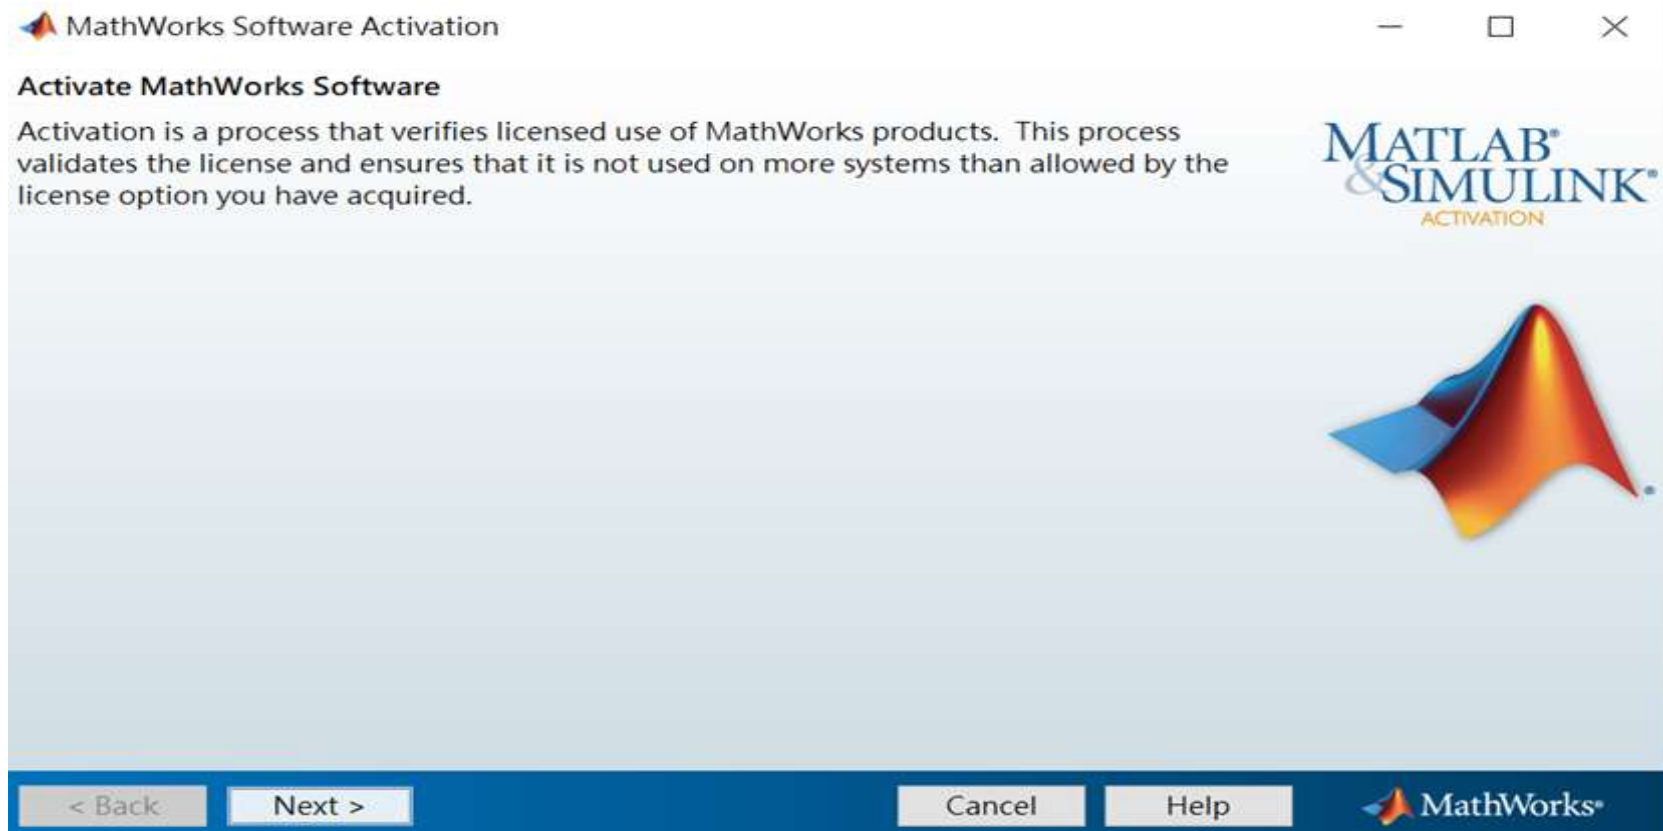 MathWorks Software Activation
Activate MathWorks Software
Activation is a process that verifies licensed use of MathWorks products.  This process
validates the license and ensures that it is not used on more systems than allowed by the
license option you have acquired.
MATLAB®
&SIMULINK®
ACTIVATION
®
< Back
Next >
Cancel
Help
MathWorks®